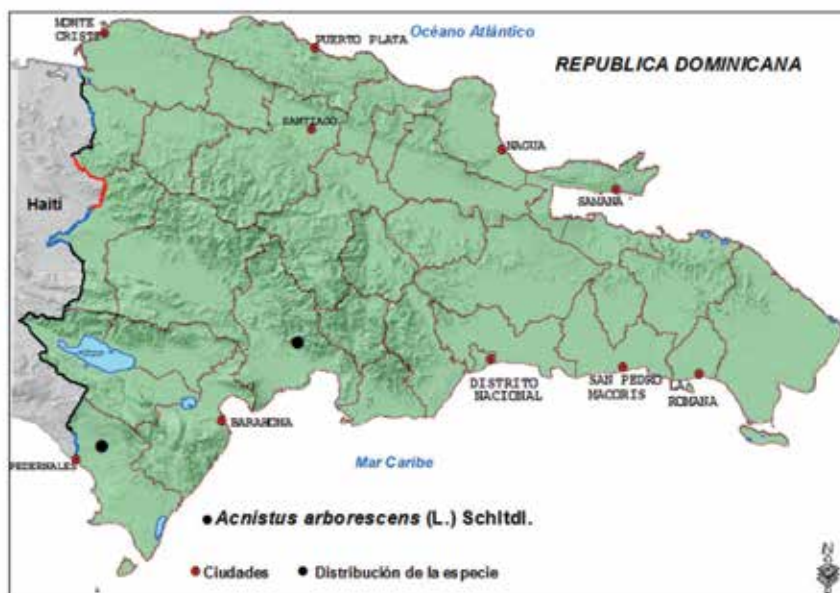 MONTE
CRISTI
PUERTO PLATA
Océano Atlántico
REPUBLICA DOMINICANA
SANTIAGO
NAGUA
SAMANA
Haití
DISTRITO
NACIONAL
SAN PEDRO
MACORIS
LA
ROMANA
BARAHONA
PEDERNALES
Mar Caribe
Acnistus arborescens (L.) Schltdl.
Ciudades
Distribución de la especie